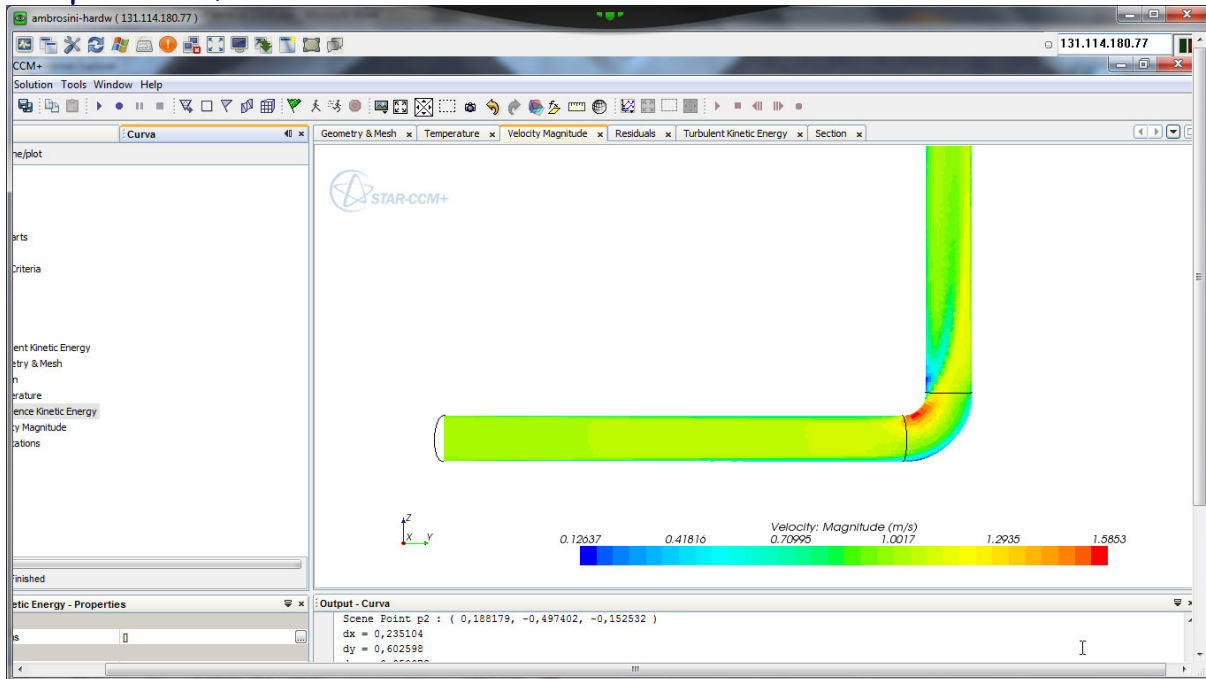 ambrosini-hardw ( 131.114.180.77 )
131.114.180.77
CCM+
Solution Tools Window Help
Curva
Geometry & Mesh Temperature Velocity Magnitude Residuals Turbulent Kinetic Energy Section
ne/plot
STAR-CCM+
arts
Criteria
ent Kinetic Energy
etry & Mesh
n
erature
ence Kinetic Energy
ty Magnitude
tations
Z
X Y
Velocity: Magnitude (m/s)
0.12637 0.41816 0.70995 1.0017 1.2935 1.5853
Finished
etic Energy - Properties
Output - Curva
Scene Point p2 : ( 0,188179, -0,497402, -0,152532 )
s []
dx = 0,235104
dy = 0,602598